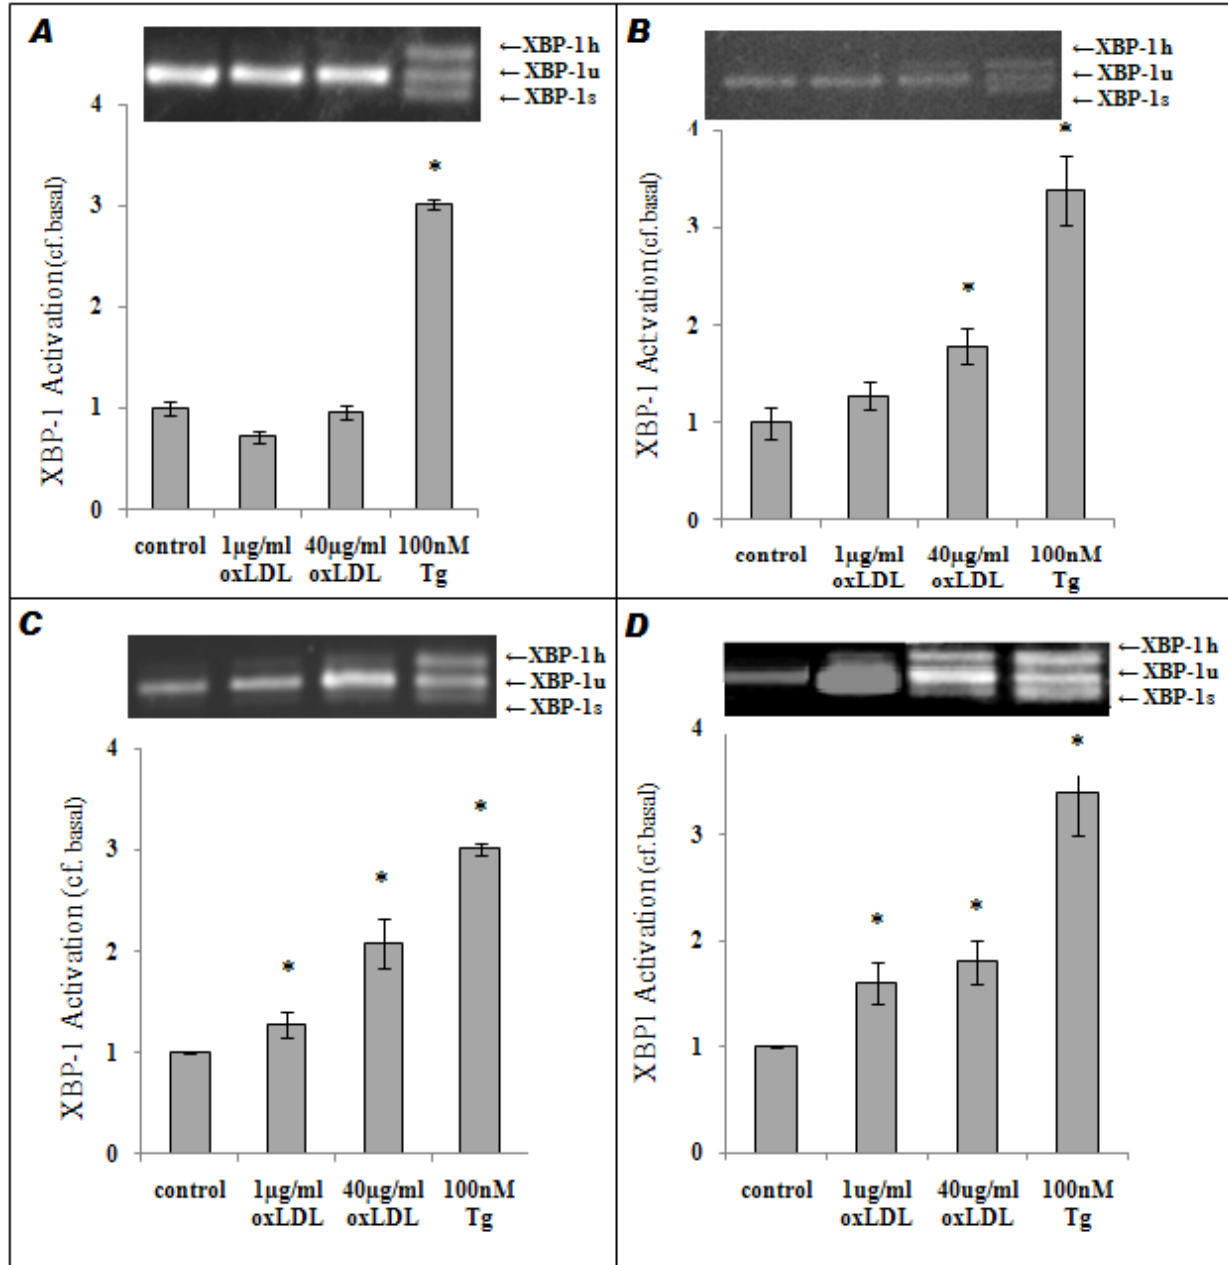 A
←XBP-1h
←XBP-1u
←XBP-1s
XBP-1 Activation(cf.basal)
4
3
2
1
0
*
control
1µg/ml
oxLDL
40µg/ml
oxLDL
100nM
Tg
B
←XBP-1h
←XBP-1u
←XBP-1s
XBP-1 Activation(cf.basal)
4
3
2
1
0
*
*
control
1µg/ml
oxLDL
40µg/ml
oxLDL
100nM
Tg
C
←XBP-1h
←XBP-1u
←XBP-1s
XBP-1 Activation (cf. basal)
4
3
2
1
0
*
*
*
control
1µg/ml
oxLDL
40µg/ml
oxLDL
100nM
Tg
D
←XBP-1h
←XBP-1u
←XBP-1s
XBP1 Activation (cf.basal)
4
3
2
1
0
*
*
*
control
1ug/ml
oxLDL
40ug/ml
oxLDL
100nM
Tg